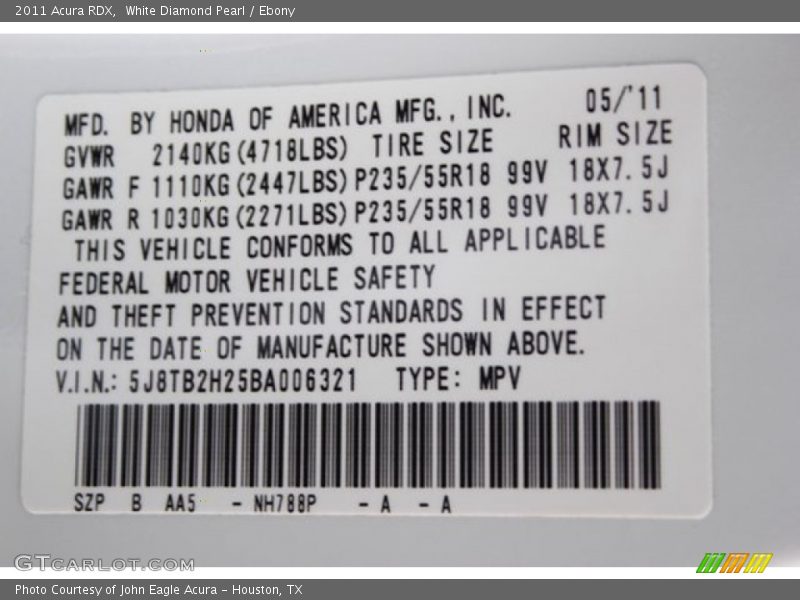 2011 Acura RDX,  White Diamond Pearl / Ebony
MFD. BY HONDA OF AMERICA MFG., INC. 05/'11
GVWR 2140KG(4718LBS) TIRE SIZE RIM SIZE
GAWR F 1110KG(2447LBS) P235/55R18 99V 18X7.5J
GAWR R 1030KG(2271LBS) P235/55R18 99V 18X7.5J
THIS VEHICLE CONFORMS TO ALL APPLICABLE
FEDERAL MOTOR VEHICLE SAFETY
AND THEFT PREVENTION STANDARDS IN EFFECT
ON THE DATE OF MANUFACTURE SHOWN ABOVE.
V.I.N.: 5J8TB2H25BA006321 TYPE: MPV
SZP B AA5 - NH788P - A - A
GTCARLOT.COM
Photo Courtesy of John Eagle Acura - Houston, TX